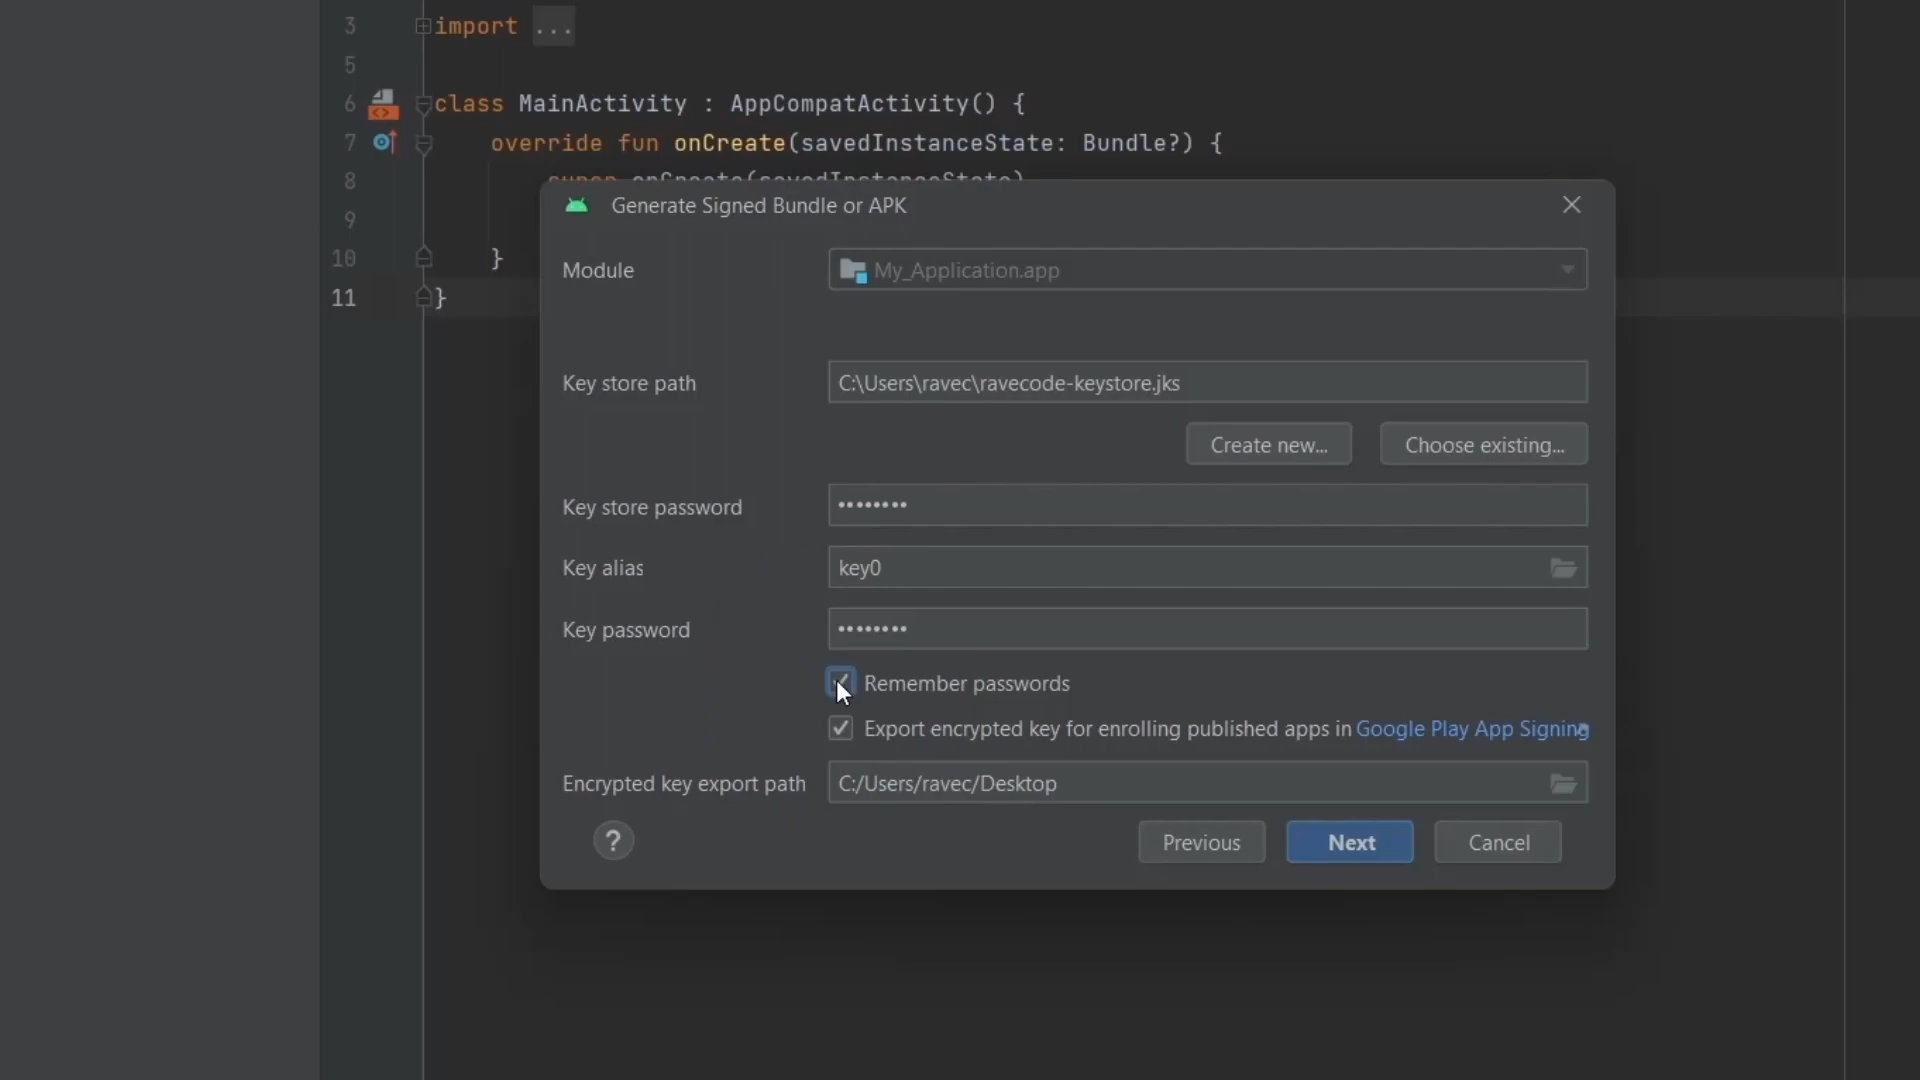 3 import ...
5
6 class MainActivity : AppCompatActivity() {
7 override fun onCreate(savedInstanceState: Bundle?) {
8 super.onCreate(savedInstanceState)
9
10 }
11 }
Generate Signed Bundle or APK
Module My_Application.app
Key store path C:\Users\ravec\ravecode-keystore.jks
Create new... Choose existing...
Key store password ••••••••
Key alias key0
Key password ••••••••
Remember passwords
Export encrypted key for enrolling published apps in Google Play App Signing
Encrypted key export path C:/Users/ravec/Desktop
? Previous Next Cancel